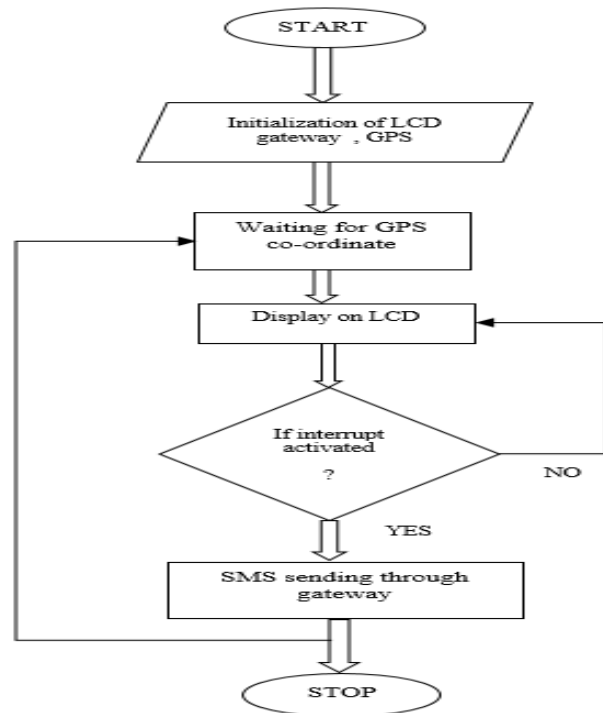 START
Initialization of LCD
gateway , GPS
Waiting for GPS
co-ordinate
Display on LCD
If interrupt
activated
?
NO
YES
SMS sending through
gateway
STOP